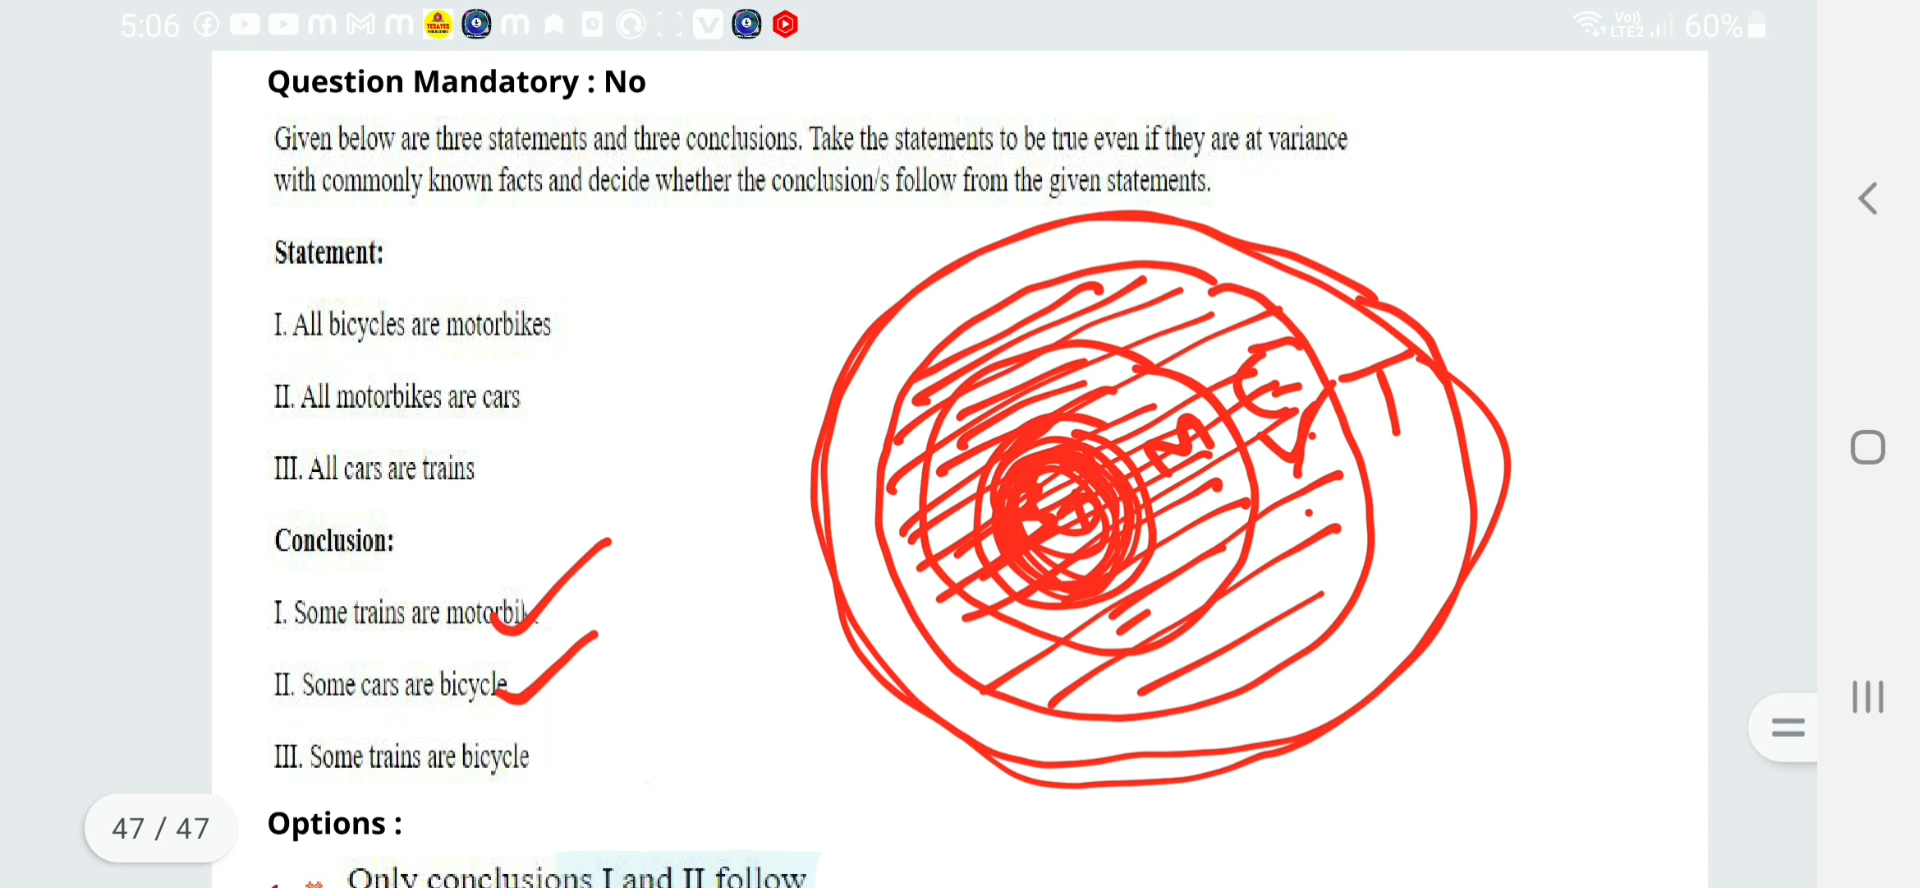 5:06
Vo))
LTE2
60%
Question Mandatory : No
Given below are three statements and three conclusions. Take the statements to be true even if they are at variance
with commonly known facts and decide whether the conclusion/s follow from the given statements.
Statement:
I. All bicycles are motorbikes
II. All motorbikes are cars
III. All cars are trains
Conclusion:
I. Some trains are motorbik
II. Some cars are bicycle
III. Some trains are bicycle
M C T
B
47 / 47
Options :
Only conclusions I and II follow